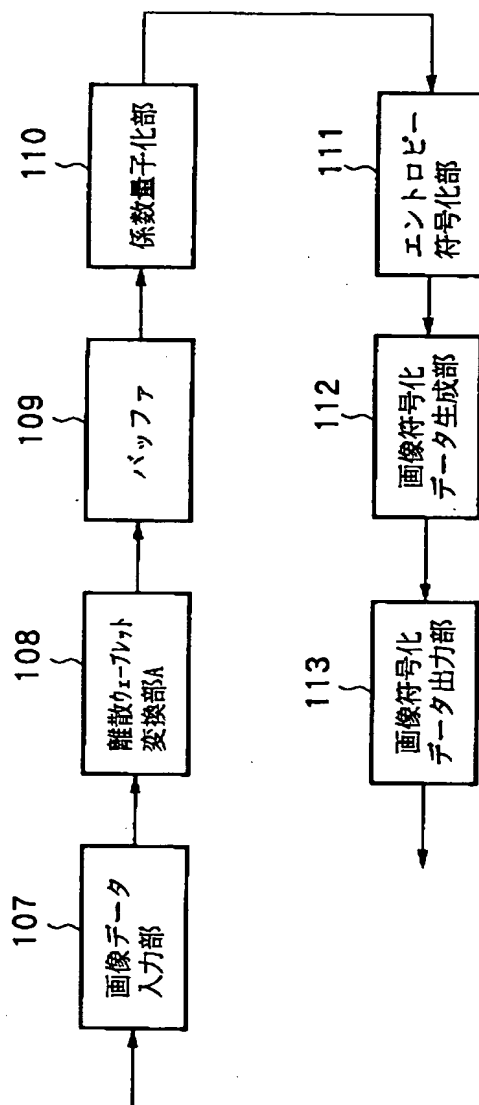 107
画像データ
入力部
108
離散ウェーブレット
変換部A
109
バッファ
110
係数量子化部
111
エントロピー
符号化部
112
画像符号化
データ生成部
113
画像符号化
データ出力部